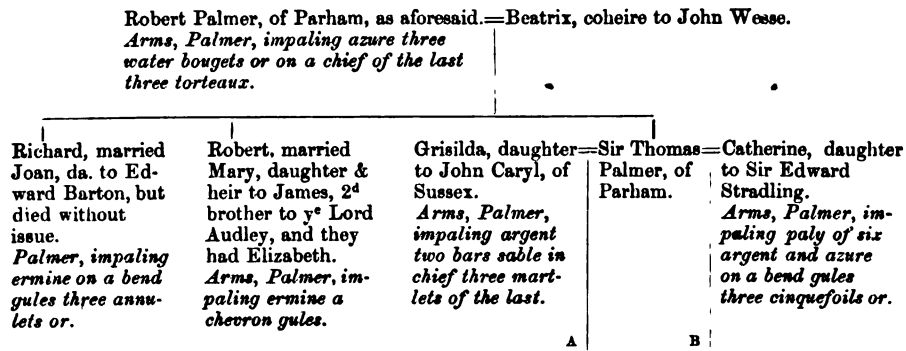 Robert Palmer, of Parham, as aforesaid.=Beatrix, coheire to John Wesse.
Arms, Palmer, impaling azure three
water bougets or on a chief of the last
three torteaux.
Richard, married
Joan, da. to Ed-
ward Barton, but
died without
issue.
Palmer, impaling
ermine on a bend
gules three annu-
lets or.
Robert, married
Mary, daughter &
heir to James, 2d
brother to ye Lord
Audley, and they
had Elizabeth.
Arms, Palmer, im-
paling ermine a
chevron gules.
Grisilda, daughter=Sir Thomas=Catherine, daughter
to John Caryl, of
Sussex.
Arms, Palmer,
impaling argent
two bars sable in
chief three mart-
lets of the last.
Palmer, of
Parham.
to Sir Edward
Stradling.
Arms, Palmer, im-
paling paly of six
argent and azure
on a bend gules
three cinquefoils or.
A
B